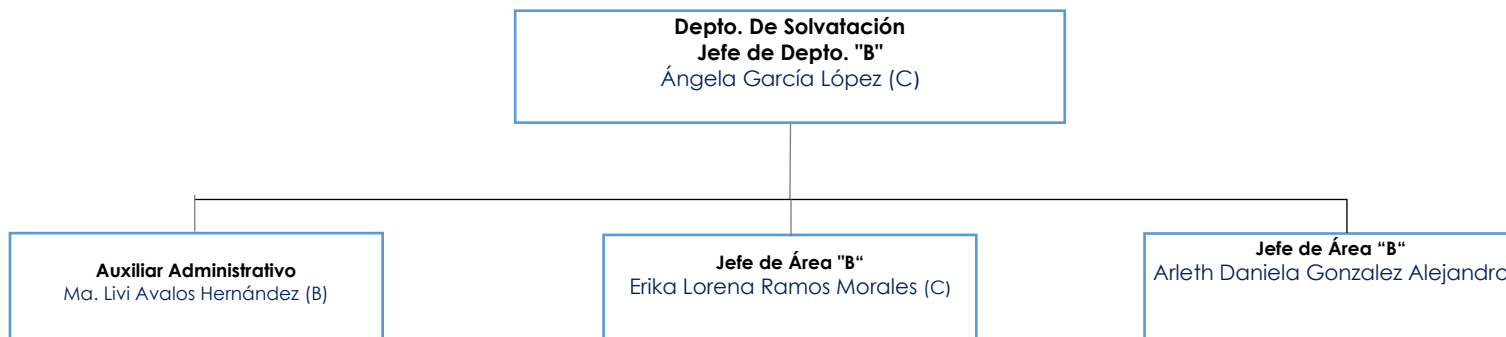 Depto. De Solvatación
Jefe de Depto. "B"
Ángela García López (C)
Auxiliar Administrativo
Ma. Livi Avalos Hernández (B)
Jefe de Área "B“
Erika Lorena Ramos Morales (C)
Jefe de Área “B“
Arleth Daniela Gonzalez Alejandro